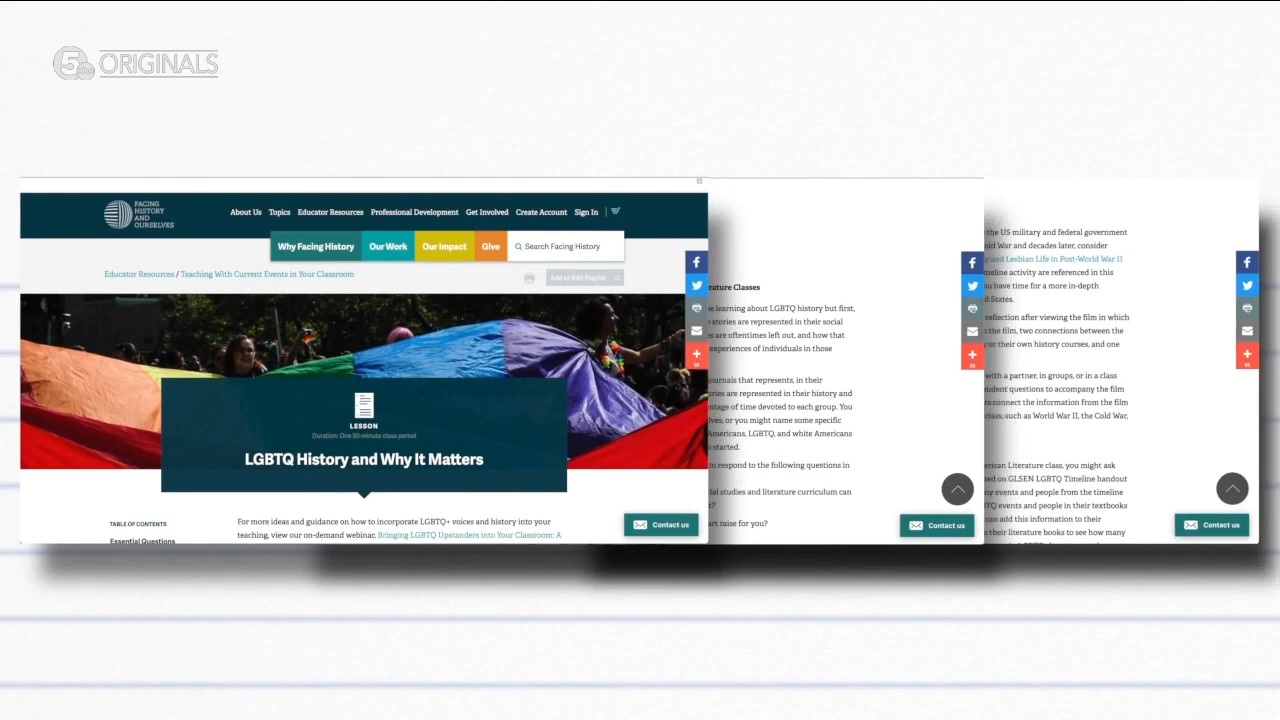 5 ORIGINALS
FACING
HISTORY
AND
OURSELVES
About Us Topics Educator Resources Professional Development Get Involved Create Account Sign In
Why Facing History Our Work Our Impact Give Search Facing History
Educator Resources / Teaching With Current Events in Your Classroom
Add or Edit Playlist
LESSON
Duration: One 50-minute class period
LGBTQ History and Why It Matters
TABLE OF CONTENTS
Essential Questions
For more ideas and guidance on how to incorporate LGBTQ+ voices and history into your
teaching, view our on-demand webinar, Bringing LGBTQ Upstanders into Your Classroom: A
Contact us
rature Classes
e learning about LGBTQ history but first,
stories are represented in their social
es are oftentimes left out, and how that
experiences of individuals in those
ournals that represents, in their
ories are represented in their history and
ntage of time devoted to each group. You
lves, or you might name some specific
Americans, LGBTQ, and white Americans
s started.
to respond to the following questions in
ial studies and literature curriculum can
t?
art raise for you?
Contact us
the US military and federal government
nid War and decades later, consider
y and Lesbian Life in Post-World War II
meline activity are referenced in this
ou have time for a more in-depth
d States.
reflection after viewing the film in which
the film, two connections between the
y or their own history courses, and one
with a partner, in groups, or in a class
ndent questions to accompany the film
rs connect the information from the film
class, such as World War II, the Cold War,
erican Literature class, you might ask
ed on GLSEN LGBTQ Timeline handout
ny events and people from the timeline
TQ events and people in their textbooks
can add this information to their
their literature books to see how many
Contact us